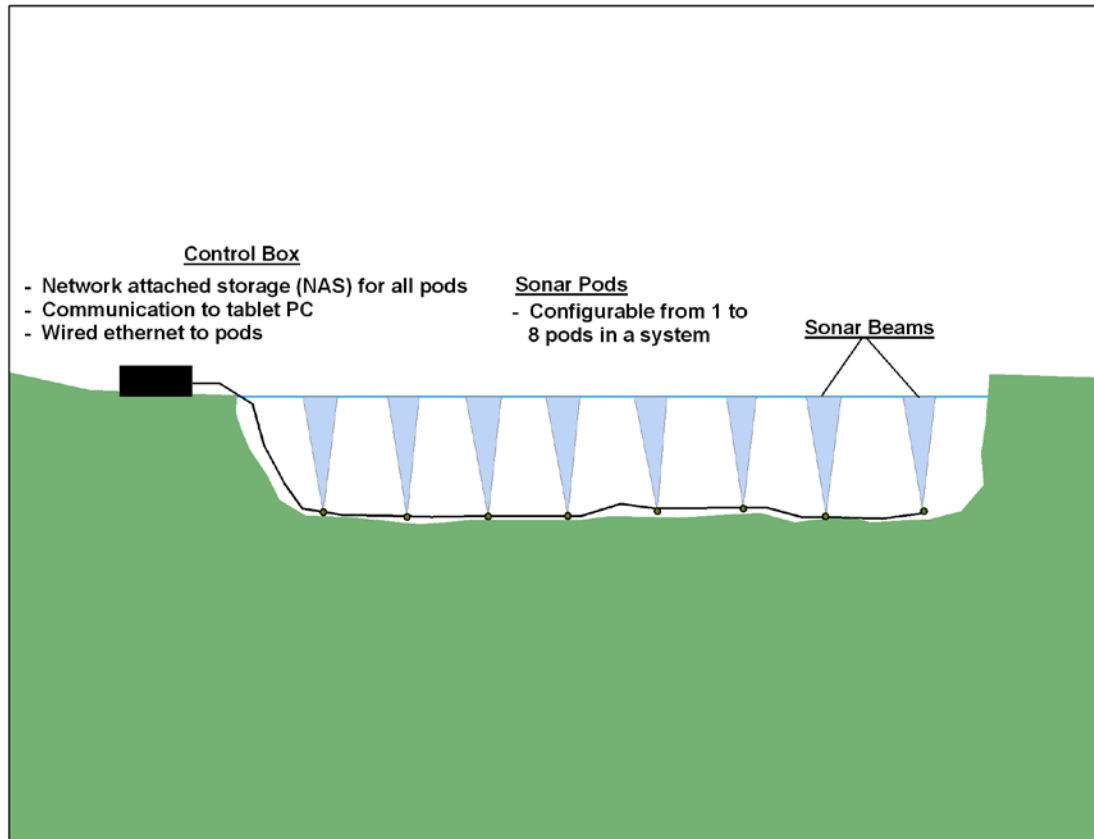 Control Box
- Network attached storage (NAS) for all pods
- Communication to tablet PC
- Wired ethernet to pods
Sonar Pods
- Configurable from 1 to
8 pods in a system
Sonar Beams